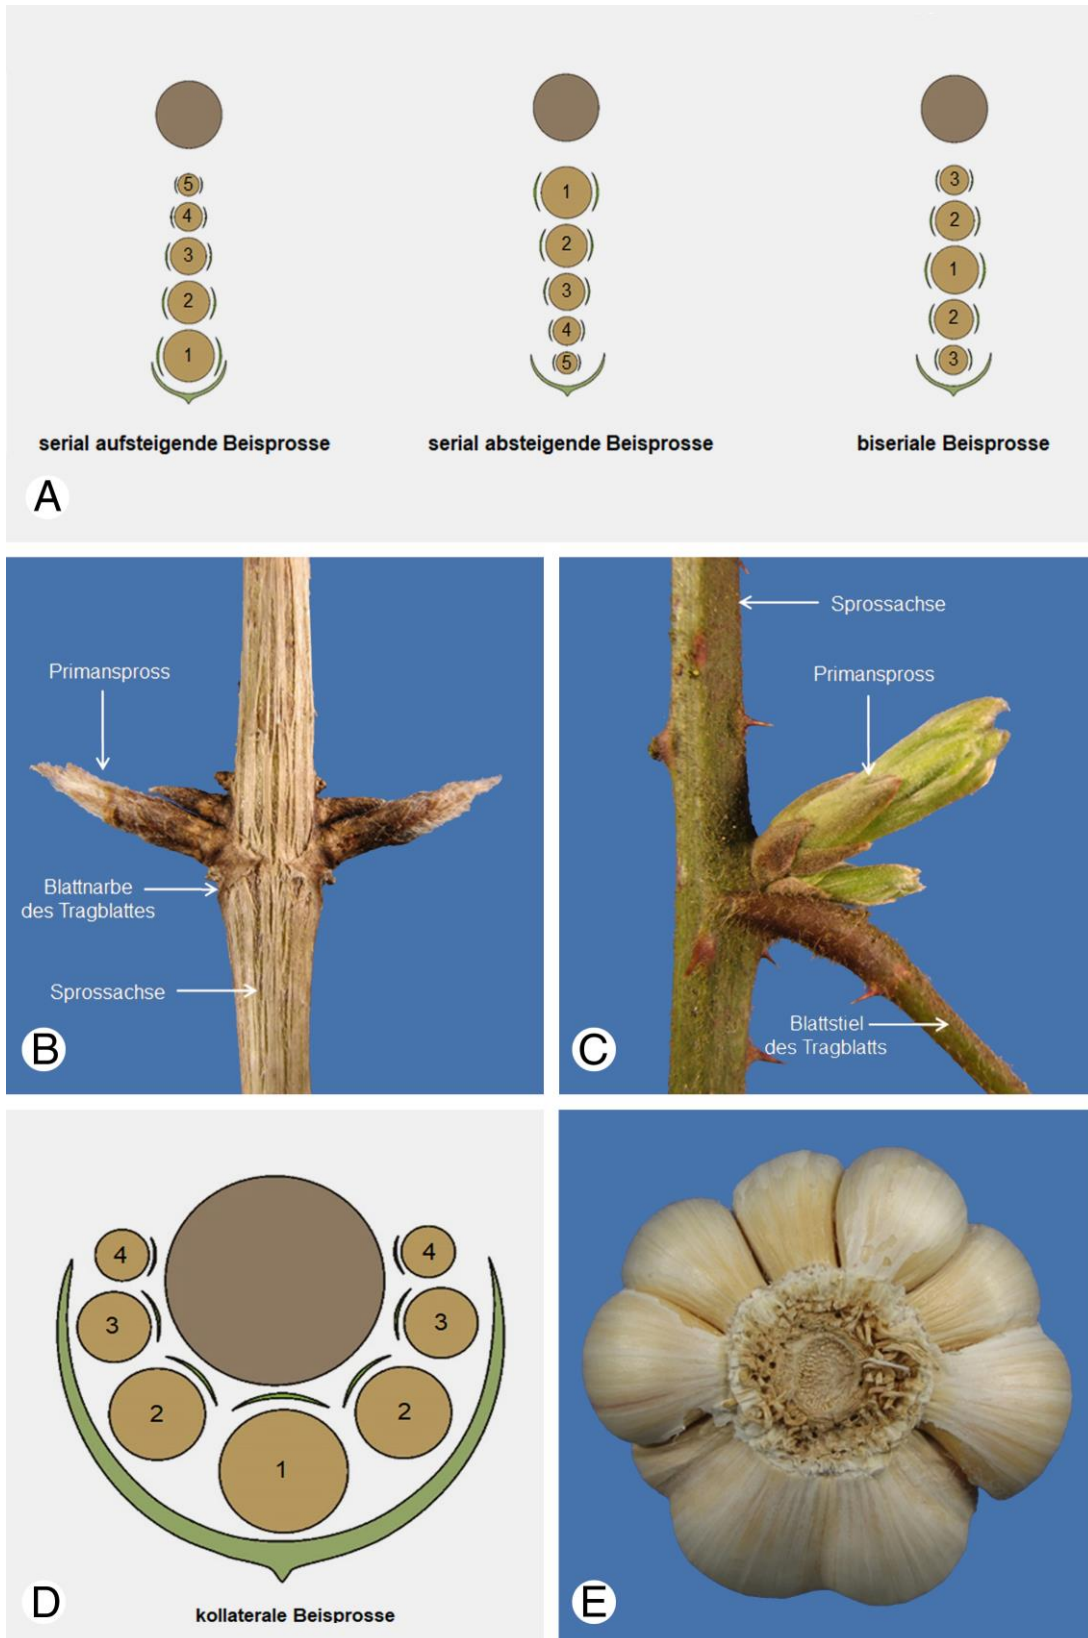 5
4
3
2
1
serial aufsteigende Beisprosse
1
2
3
4
5
serial absteigende Beisprosse
3
2
1
2
3
biseriale Beisprosse
A
Primanspross
Blattnarbe
des Tragblattes
Sprossachse
B
Sprossachse
Primanspross
Blattstiel
des Tragblatts
C
4
4
3
3
2
2
1
kollaterale Beisprosse
D
E